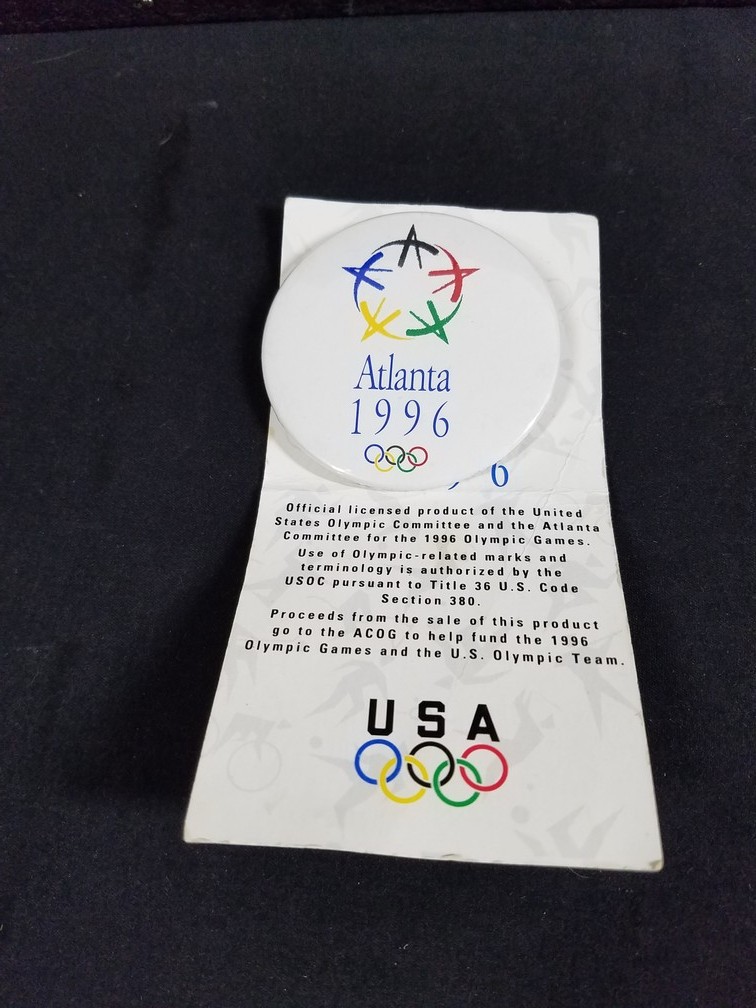 Atlanta
1996
6
Official licensed product of the United
States Olympic Committee and the Atlanta
Committee for the 1996 Olympic Games.
Use of Olympic-related marks and
terminology is authorized by the
USOC pursuant to Title 36 U.S. Code
Section 380.
Proceeds from the sale of this product
go to the ACOG to help fund the 1996
Olympic Games and the U.S. Olympic Team.
USA